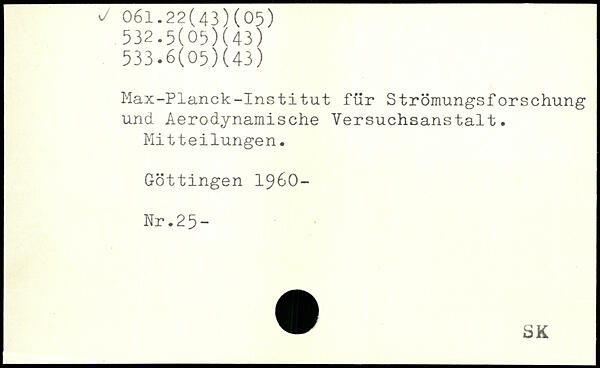 ✓ 061.22(43)(05)
532.5(05)(43)
533.6(05)(43)
Max-Planck-Institut für Strömungsforschung
und Aerodynamische Versuchsanstalt.
Mitteilungen.
Göttingen 1960-
Nr.25-
SK